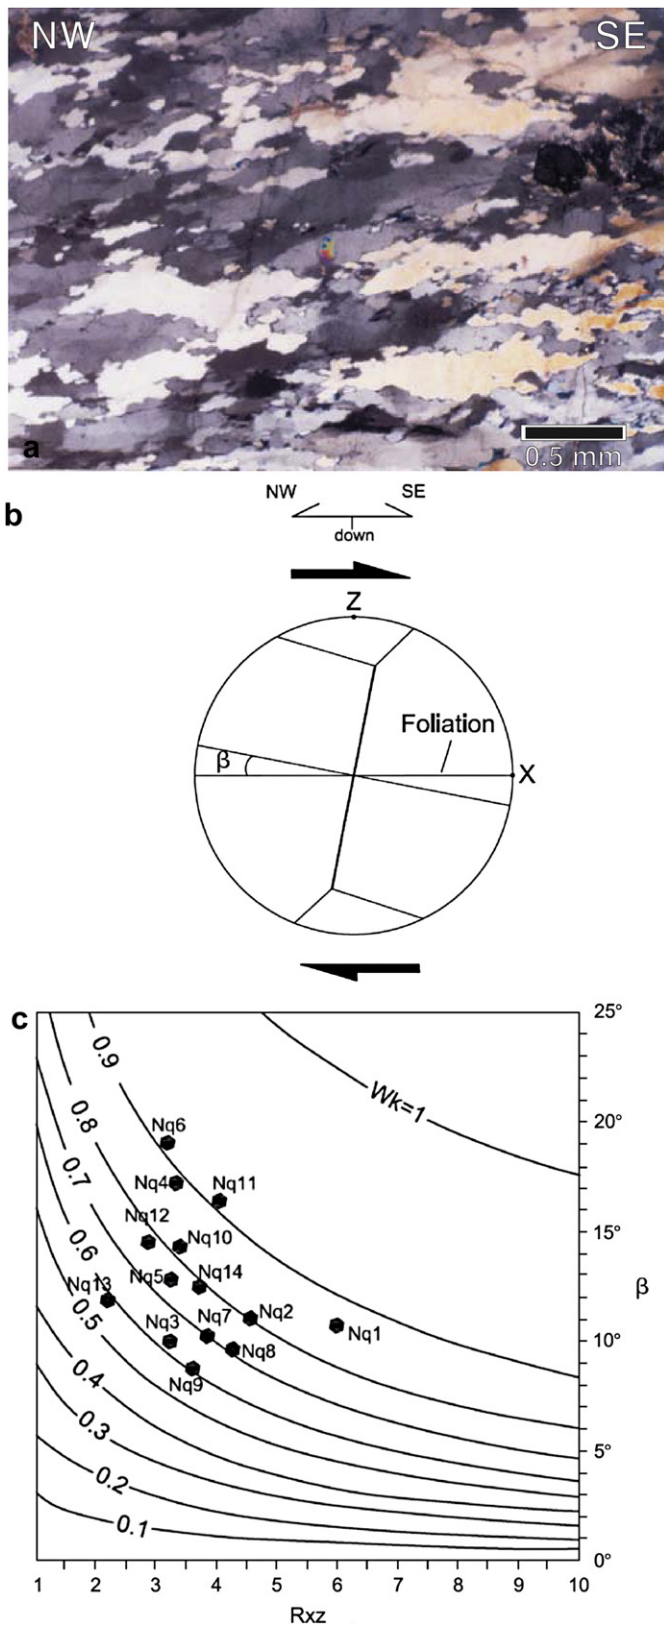 NW SE
a
0.5 mm
b
NW SE
down
Z
Foliation
β
X
c
25°
0.9
Wk=1
0.8
20°
Nq6
0.7
Nq4 Nq11
Nq12
15°
0.6
Nq10
Nq5 Nq14
Nq13
β
0.5
Nq3 Nq7 Nq2
Nq1
10°
Nq8
Nq9
0.4
0.3
5°
0.2
0.1
0°
1 2 3 4 5 6 7 8 9 10
Rxz